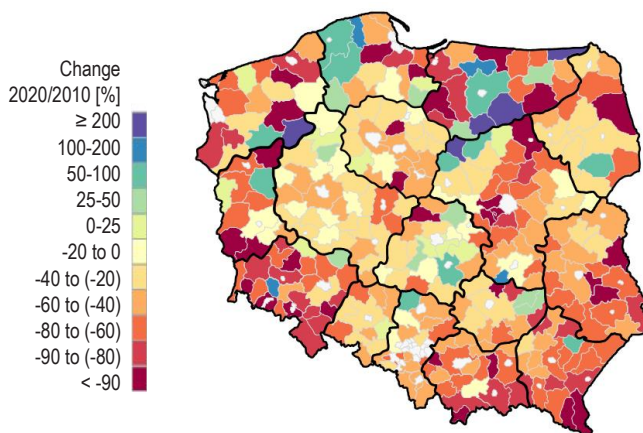 Change
2020/2010 [%]
≥ 200
100-200
50-100
25-50
0-25
-20 to 0
-40 to (-20)
-60 to (-40)
-80 to (-60)
-90 to (-80)
< -90